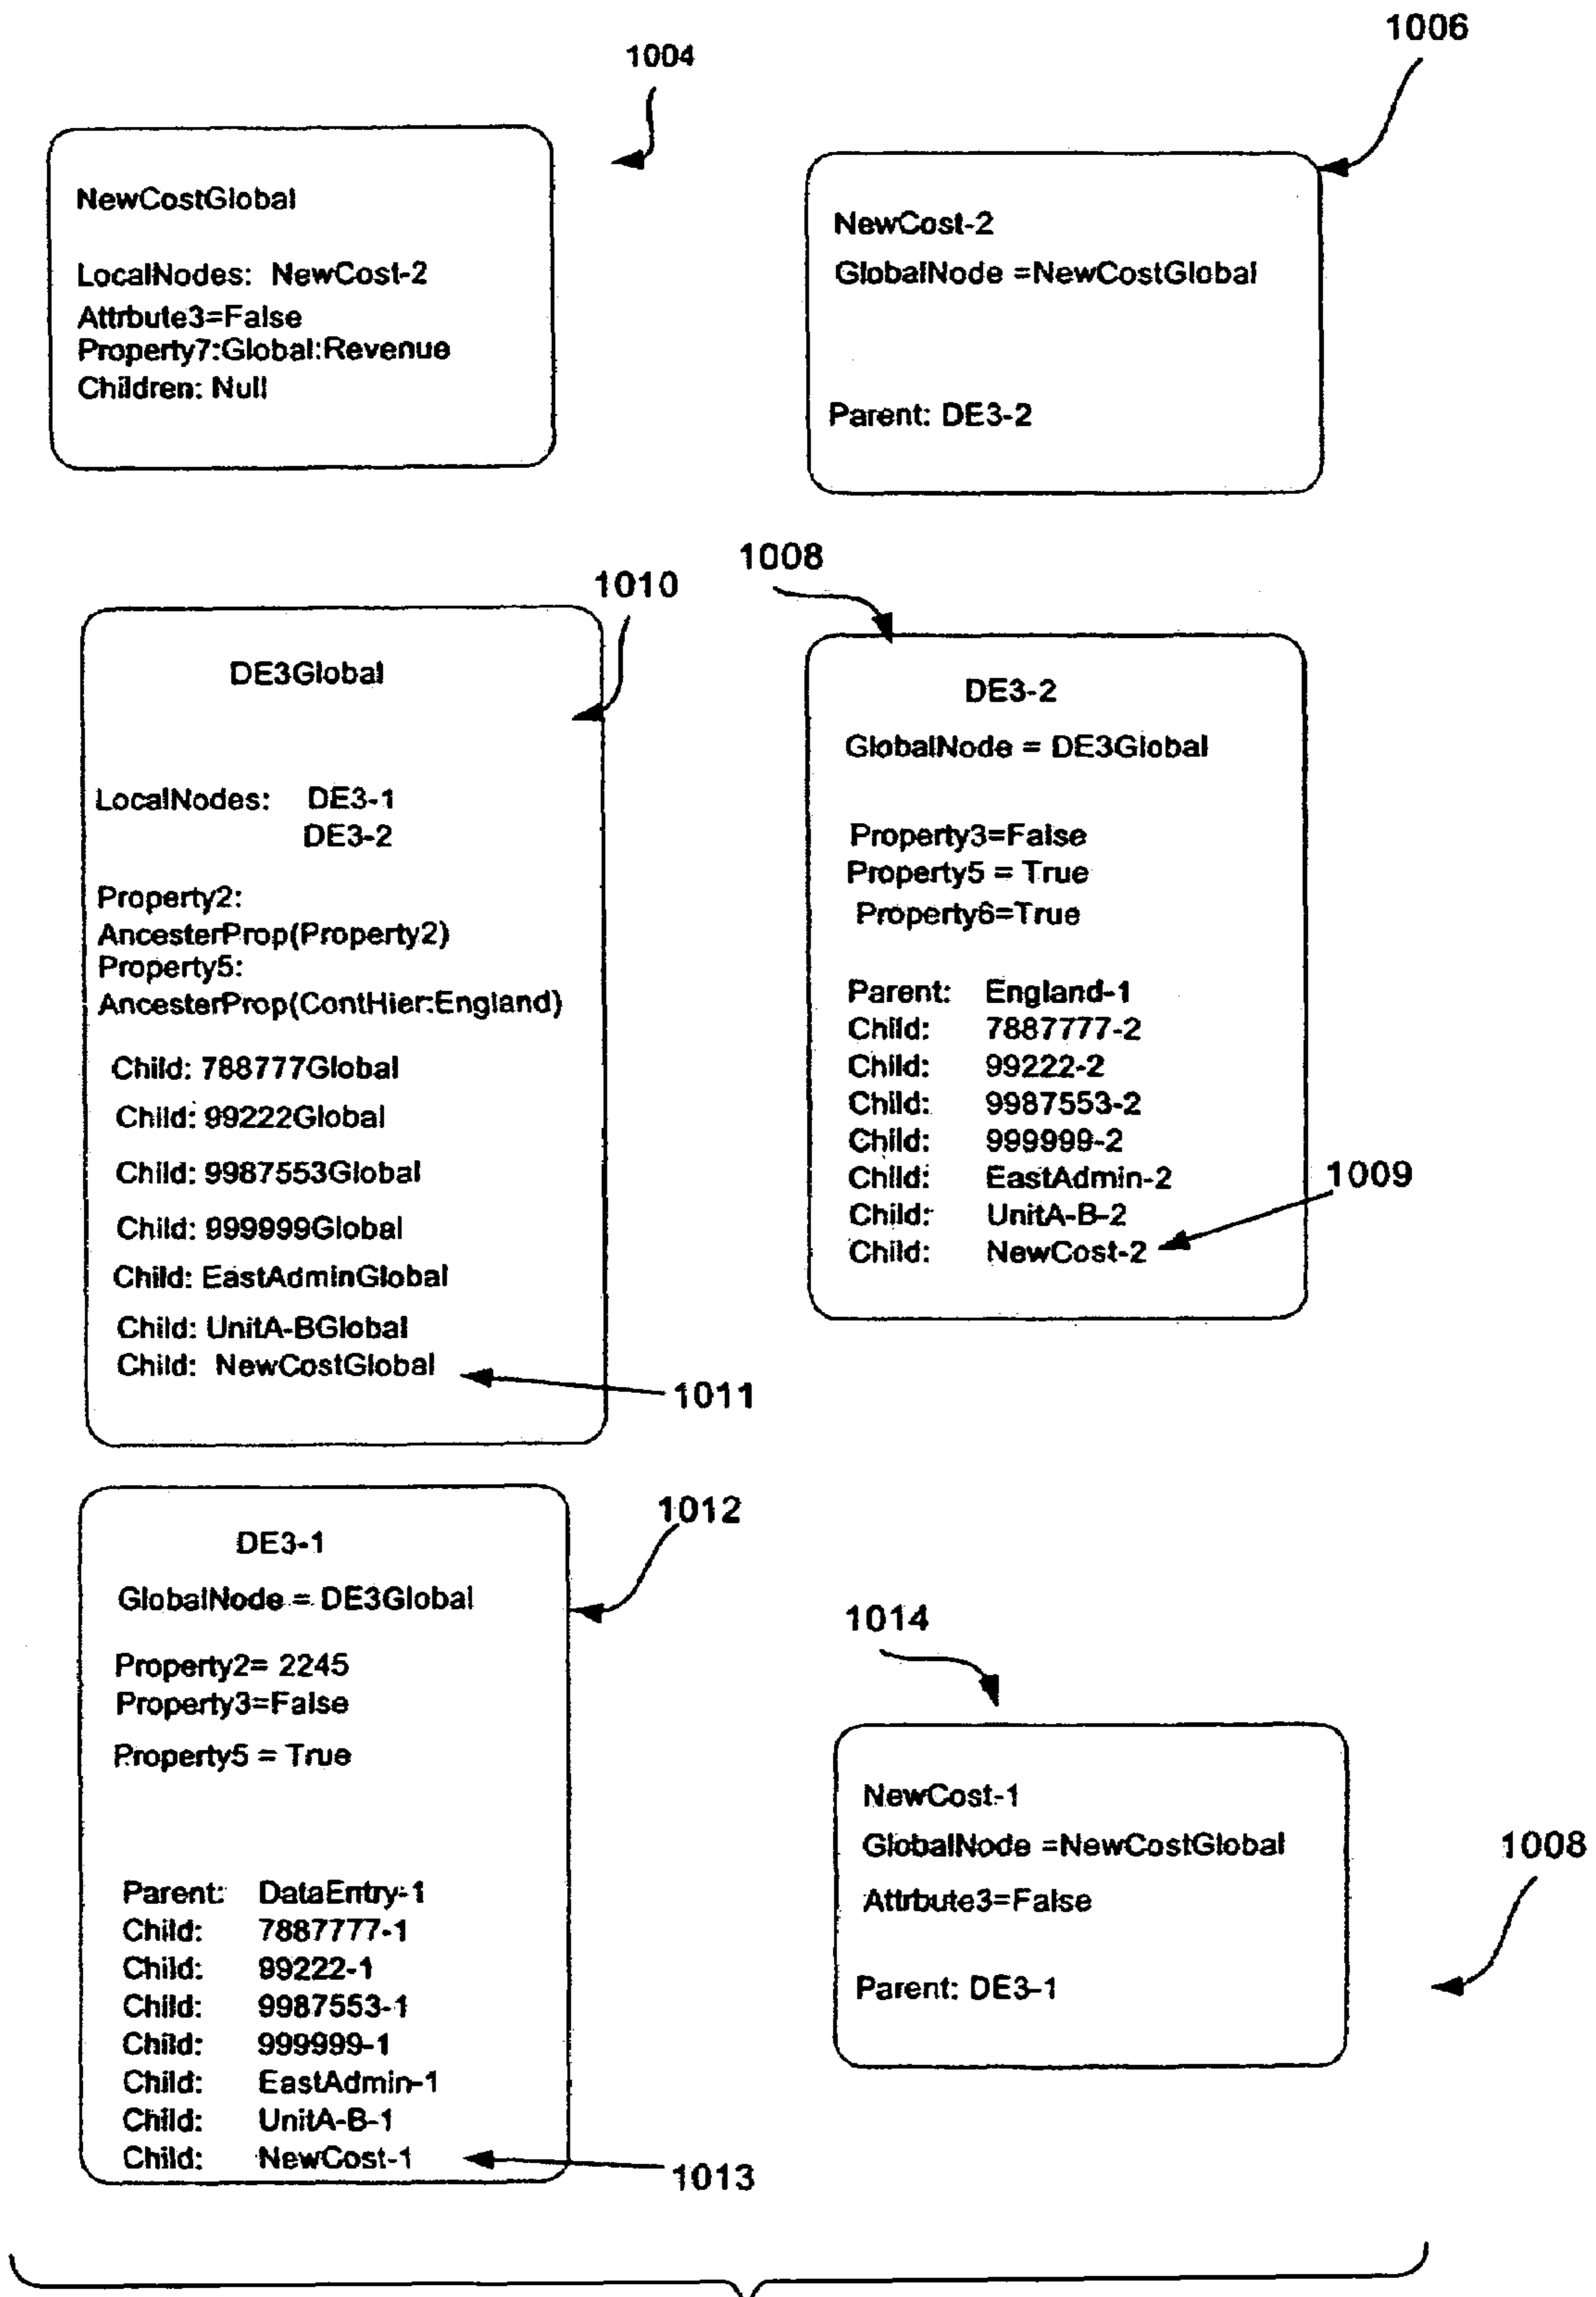 1004
1006
NewCostGlobal
LocalNodes: NewCost-2
Attrbute3=False
Property7:Global:Revenue
Children: Null
NewCost-2
GlobalNode =NewCostGlobal
Parent: DE3-2
1010
1008
DE3Global
LocalNodes: DE3-1
DE3-2
Property2:
AncesterProp(Property2)
Property5:
AncesterProp(ContHier:England)
Child: 788777Global
Child: 99222Global
Child: 9987553Global
Child: 999999Global
Child: EastAdminGlobal
Child: UnitA-BGlobal
Child: NewCostGlobal
1011
DE3-2
GlobalNode = DE3Global
Property3=False
Property5 = True
Property6=True
Parent: England-1
Child: 7887777-2
Child: 99222-2
Child: 9987553-2
Child: 999999-2
Child: EastAdmin-2
Child: UnitA-B-2
Child: NewCost-2
1009
1012
DE3-1
GlobalNode = DE3Global
Property2= 2245
Property3=False
Property5 = True
Parent: DataEntry-1
Child: 7887777-1
Child: 99222-1
Child: 9987553-1
Child: 999999-1
Child: EastAdmin-1
Child: UnitA-B-1
Child: NewCost-1
1013
1014
NewCost-1
GlobalNode =NewCostGlobal
Attrbute3=False
Parent: DE3-1
1008